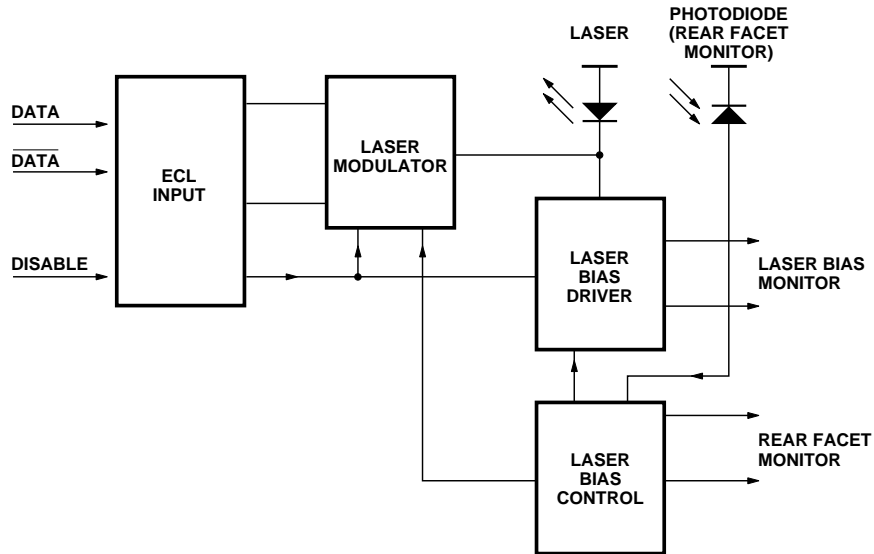 LASER
PHOTODIODE
(REAR FACET
MONITOR)
DATA
DATA
DISABLE
ECL
INPUT
LASER
MODULATOR
LASER
BIAS
DRIVER
LASER BIAS
MONITOR
LASER
BIAS
CONTROL
REAR FACET
MONITOR